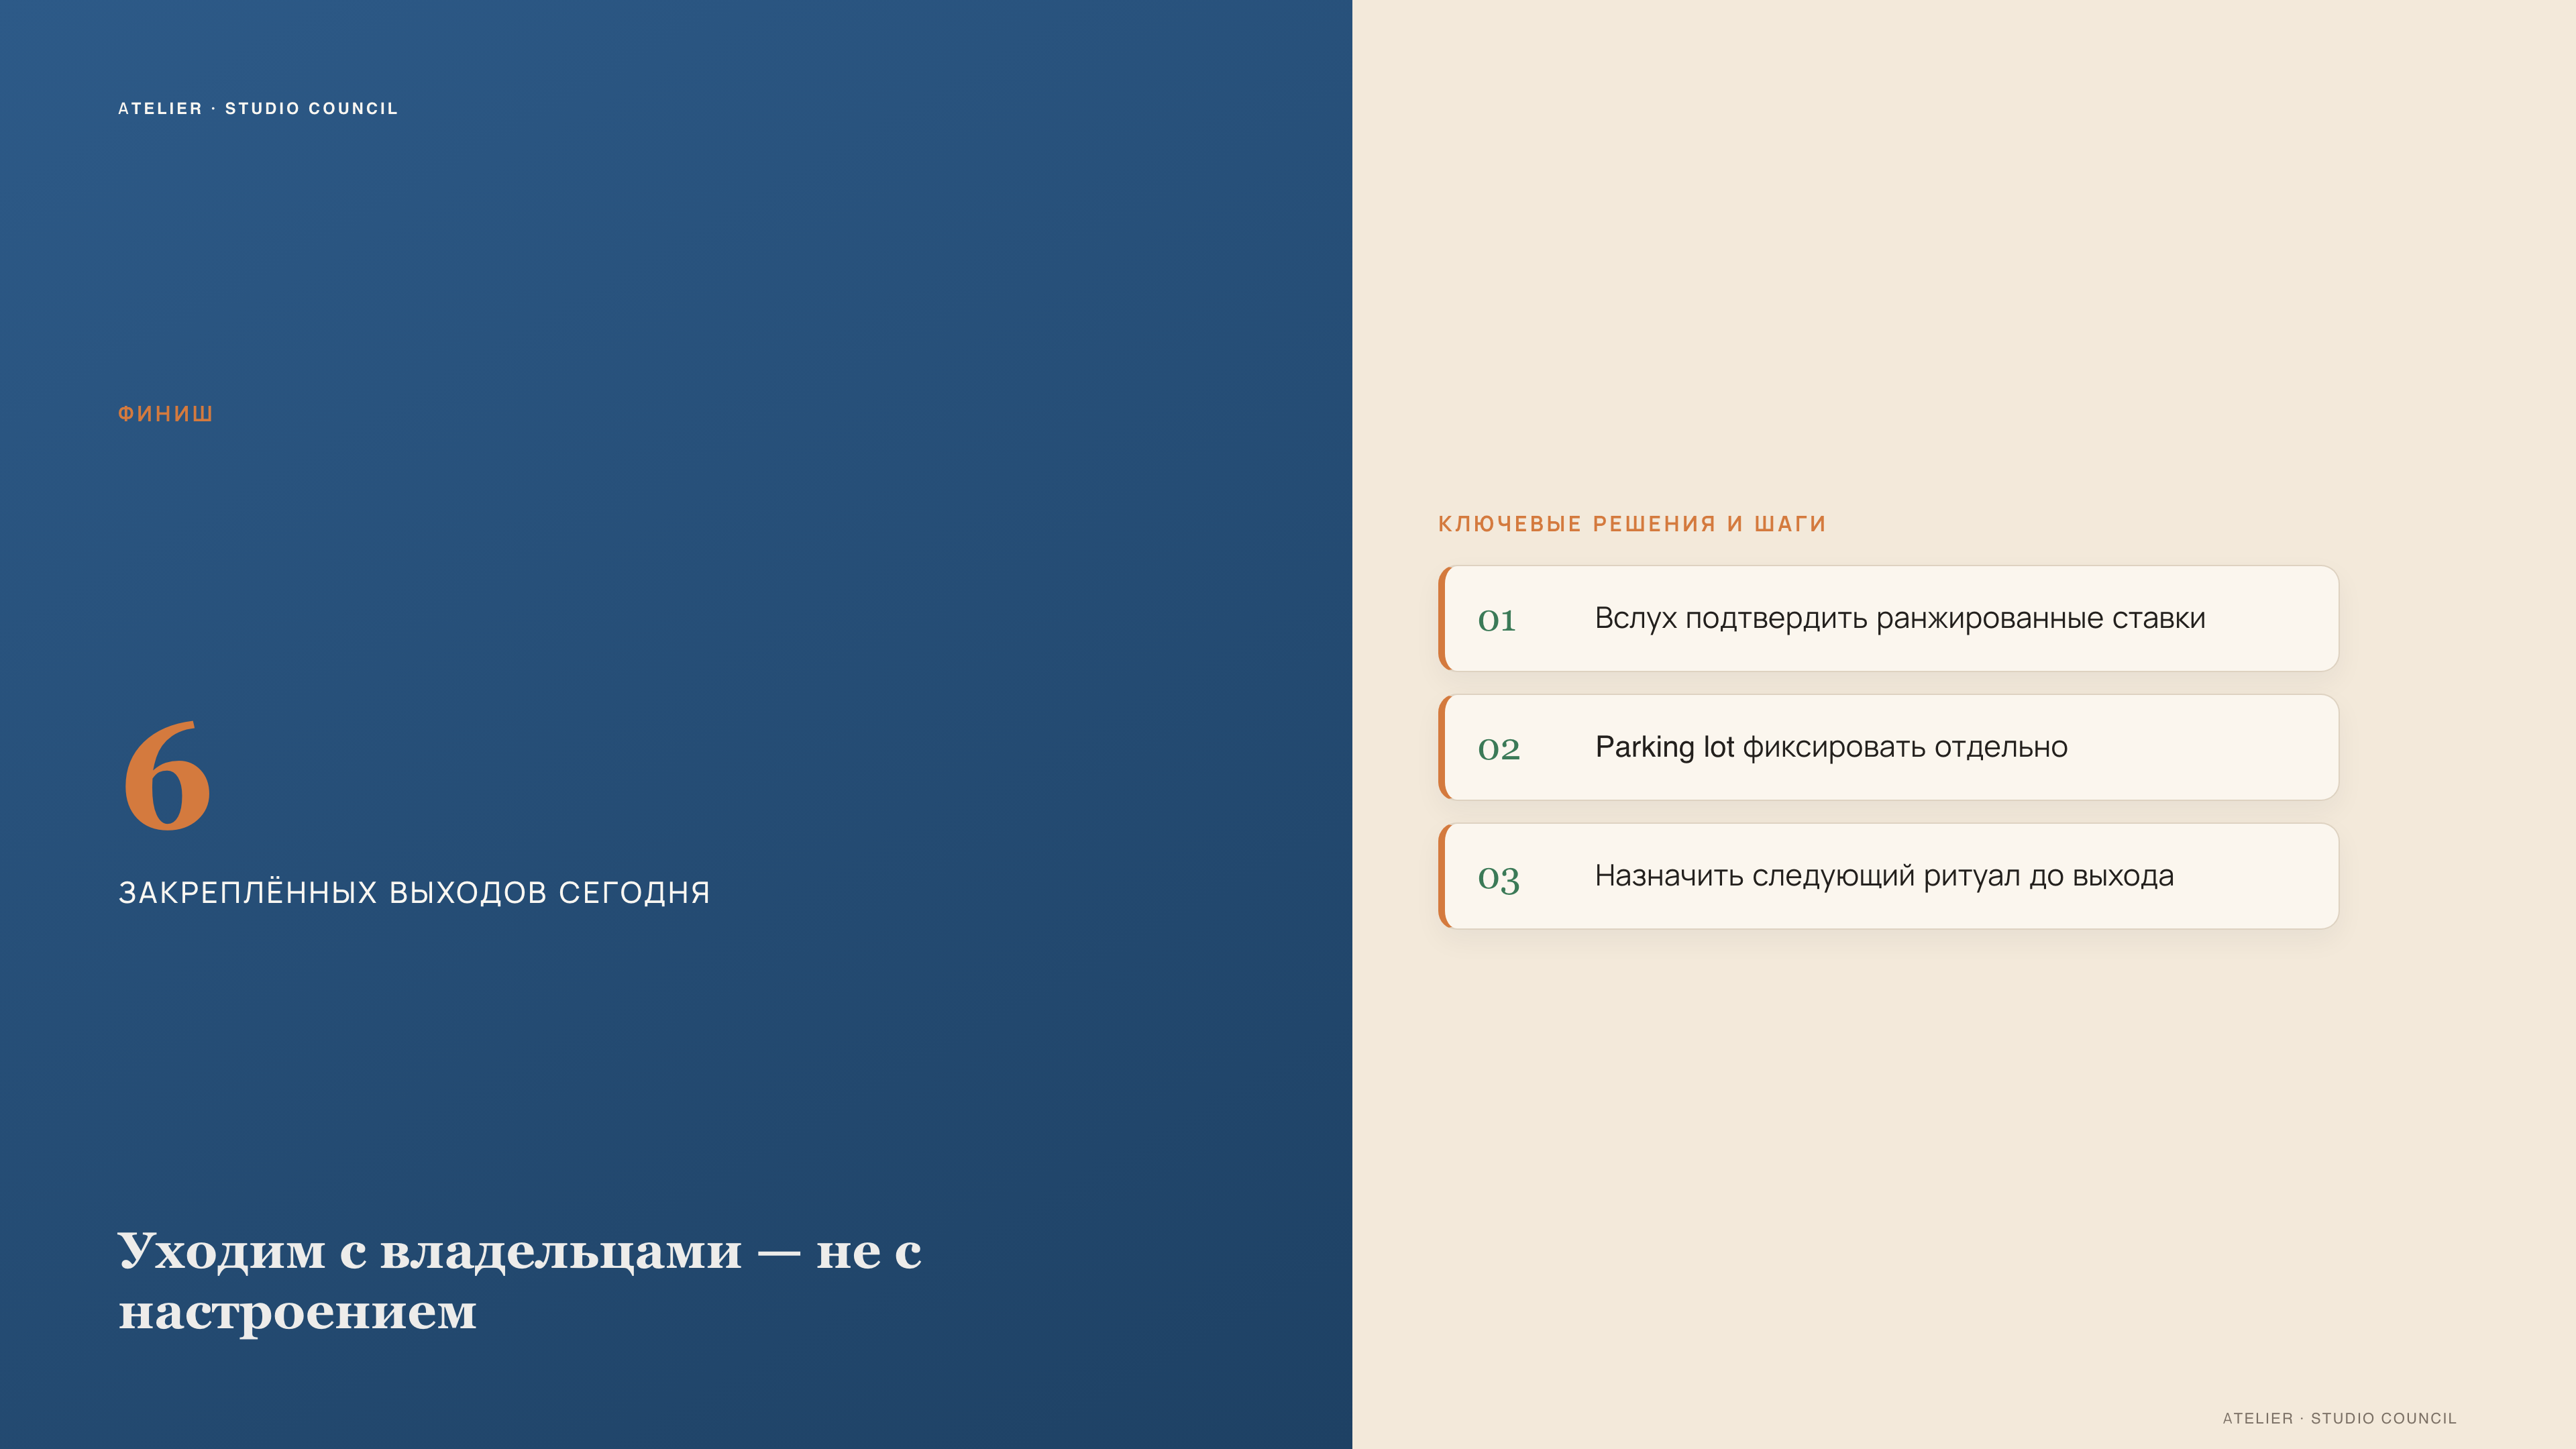 ATELIER · STUDIO COUNCIL
ФИНИШ
6
ЗАКРЕПЛЁННЫХ ВЫХОДОВ СЕГОДНЯ
Уходим с владельцами — не с
настроением
КЛЮЧЕВЫЕ РЕШЕНИЯ И ШАГИ
01 Вслух подтвердить ранжированные ставки
02 Parking lot фиксировать отдельно
03 Назначить следующий ритуал до выхода
ATELIER · STUDIO COUNCIL